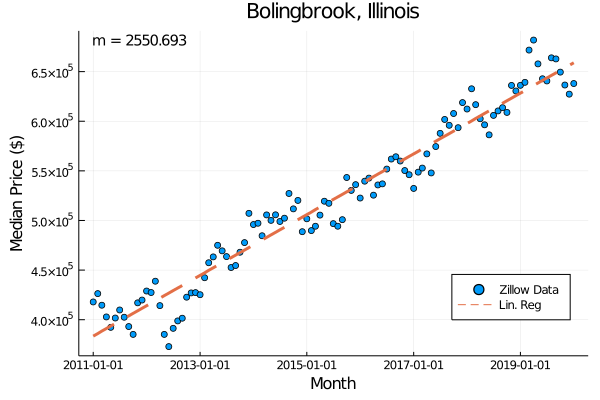 Bolingbrook, Illinois
m = 2550.693
Median Price ($)
6.5×10⁵
6.0×10⁵
5.5×10⁵
5.0×10⁵
4.5×10⁵
4.0×10⁵
Zillow Data
Lin. Reg
2011-01-01 2013-01-01 2015-01-01 2017-01-01 2019-01-01
Month